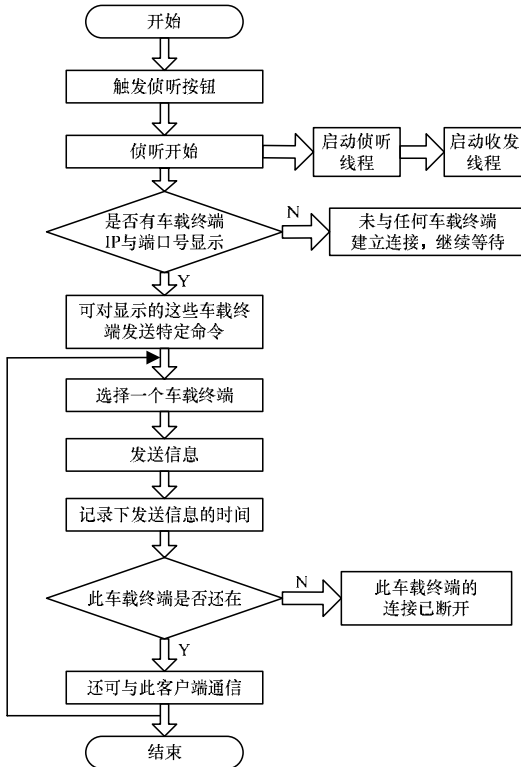 开始
触发侦听按钮
侦听开始
启动侦听
线程
启动收发
线程
是否有车载终端
IP与端口号显示
N
未与任何车载终端
建立连接，继续等待
Y
可对显示的这些车载终
端发送特定命令
选择一个车载终端
发送信息
记录下发送信息的时间
此车载终端是否还在
N
此车载终端的
连接已断开
Y
还可与此客户端通信
结束